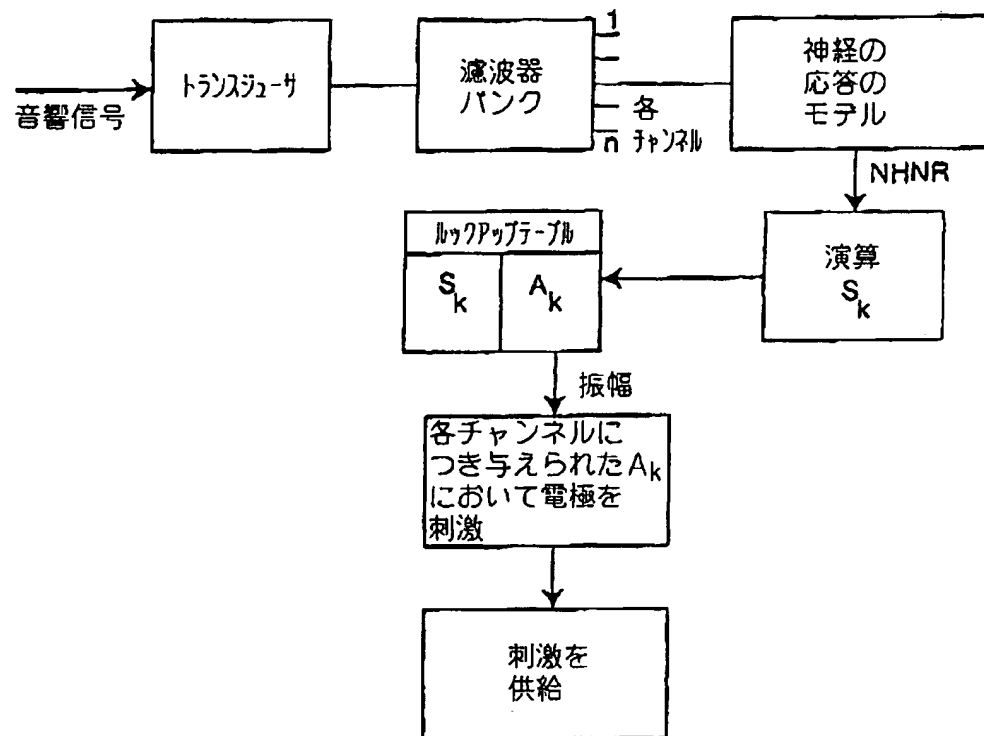 音響信号
トランスジューサ
濾波器
バンク
1
各
n チャンネル
神経の
応答の
モデル
NHNR
演算
Sk
ルックアップテーブル
Sk
Ak
振幅
各チャンネルに
つき与えられたAk
において電極を
刺激
刺激を
供給